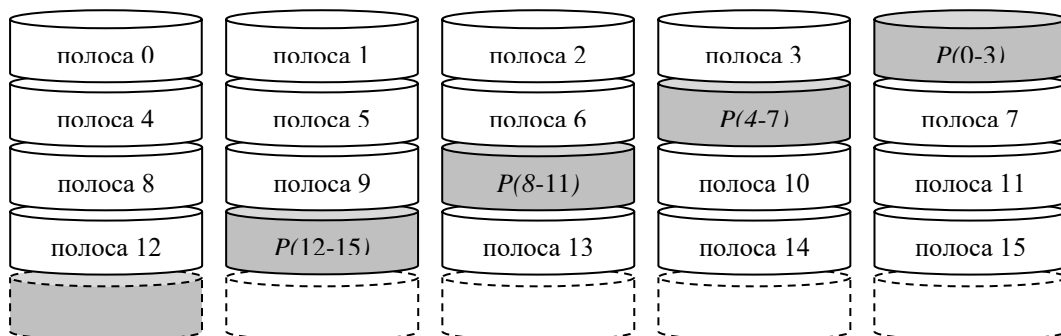 полоса 0 полоса 1 полоса 2 полоса 3 P(0-3)
полоса 4 полоса 5 полоса 6 P(4-7) полоса 7
полоса 8 полоса 9 P(8-11) полоса 10 полоса 11
полоса 12 P(12-15) полоса 13 полоса 14 полоса 15